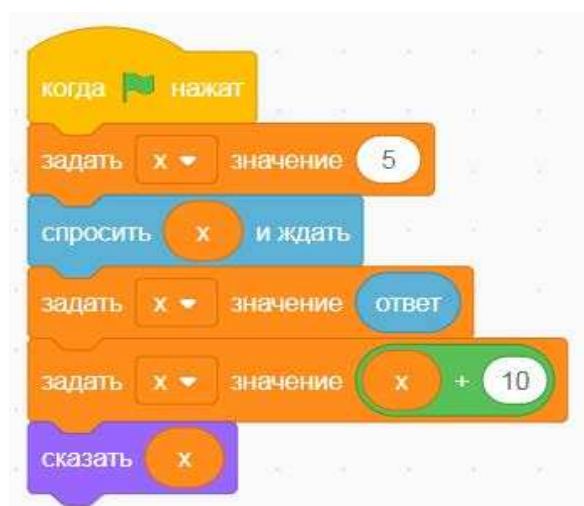 когда нажат
задать x значение 5
спросить x и ждать
задать x значение ответ
задать x значение x + 10
сказать x